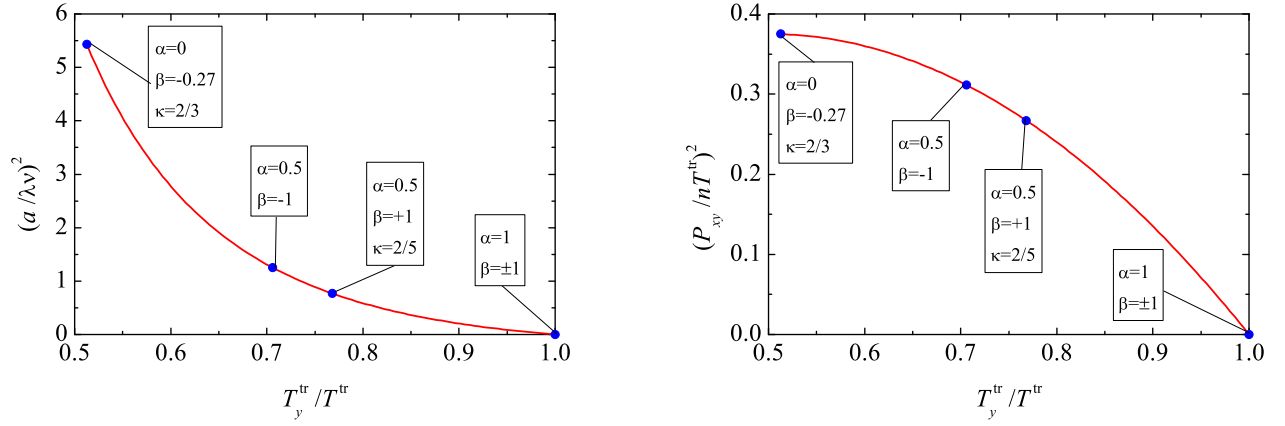 6
5
4
3
2
1
0
(a/λν)²
0.5 0.6 0.7 0.8 0.9 1.0
T_y^tr/T^tr
α=0
β=-0.27
κ=2/3
α=0.5
β=-1
α=0.5
β=+1
κ=2/5
α=1
β=±1
0.4
0.3
0.2
0.1
0.0
(P_xy/nT^tr)²
0.5 0.6 0.7 0.8 0.9 1.0
T_y^tr/T^tr
α=0
β=-0.27
κ=2/3
α=0.5
β=-1
α=0.5
β=+1
κ=2/5
α=1
β=±1